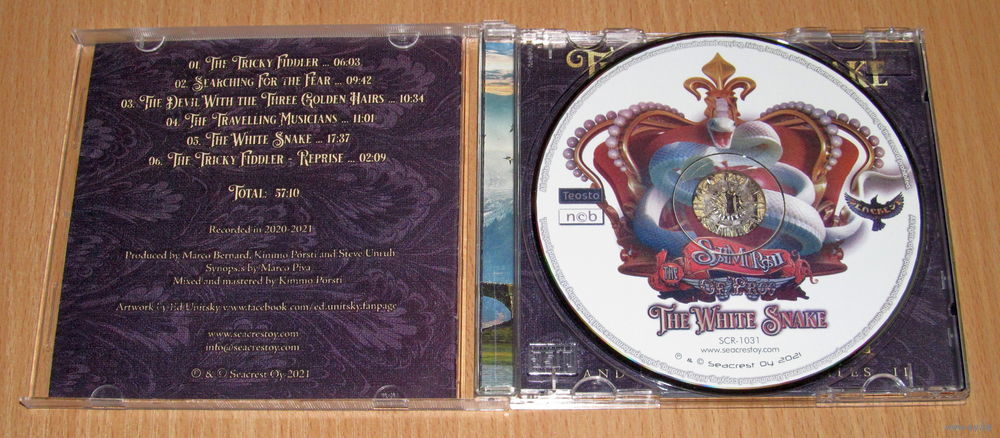 01. The Tricky Fiddler ... 06:03
02. Searching For the Fear ... 09:42
03. The Devil With the Three Golden Hairs ... 10:34
04. The Travelling Musicians ... 11:01
05. The White Snake ... 17:37
06. The Tricky Fiddler - Reprise ... 02:09
Total: 57:10
Recorded in 2020-2021
Produced by Marco Bernard, Kimmo Pörsti and Steve Unruh
Synopsis by Marco Piva
Mixed and mastered by Kimmo Pörsti
Artwork by Ed Unitsky www.facebook.com/ed.unitsky.fanpage
www.seacrestoy.com
info@seacrestoy.com
℗ & © Seacrest Oy 2021
Teosto
ncb
Seacrest
The
Samurai
Of Prog
The White Snake
SCR-1031
www.seacrestoy.com
℗ & © Seacrest Oy 2021